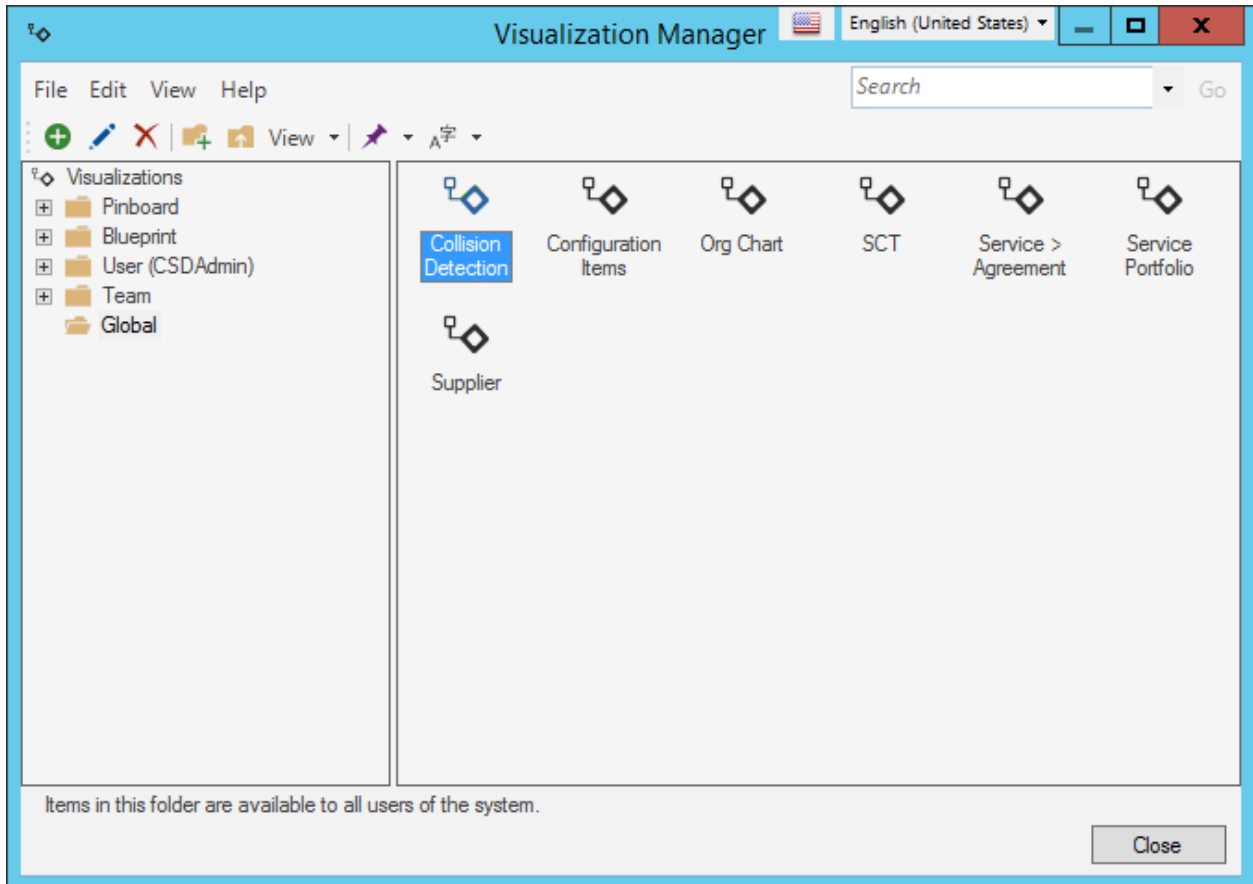 Visualization Manager
English (United States)
File Edit View Help
Search
Go
View
A字
Visualizations
Pinboard
Blueprint
User (CSDAdmin)
Team
Global
Collision
Detection
Configuration
Items
Org Chart
SCT
Service >
Agreement
Service
Portfolio
Supplier
Items in this folder are available to all users of the system.
Close